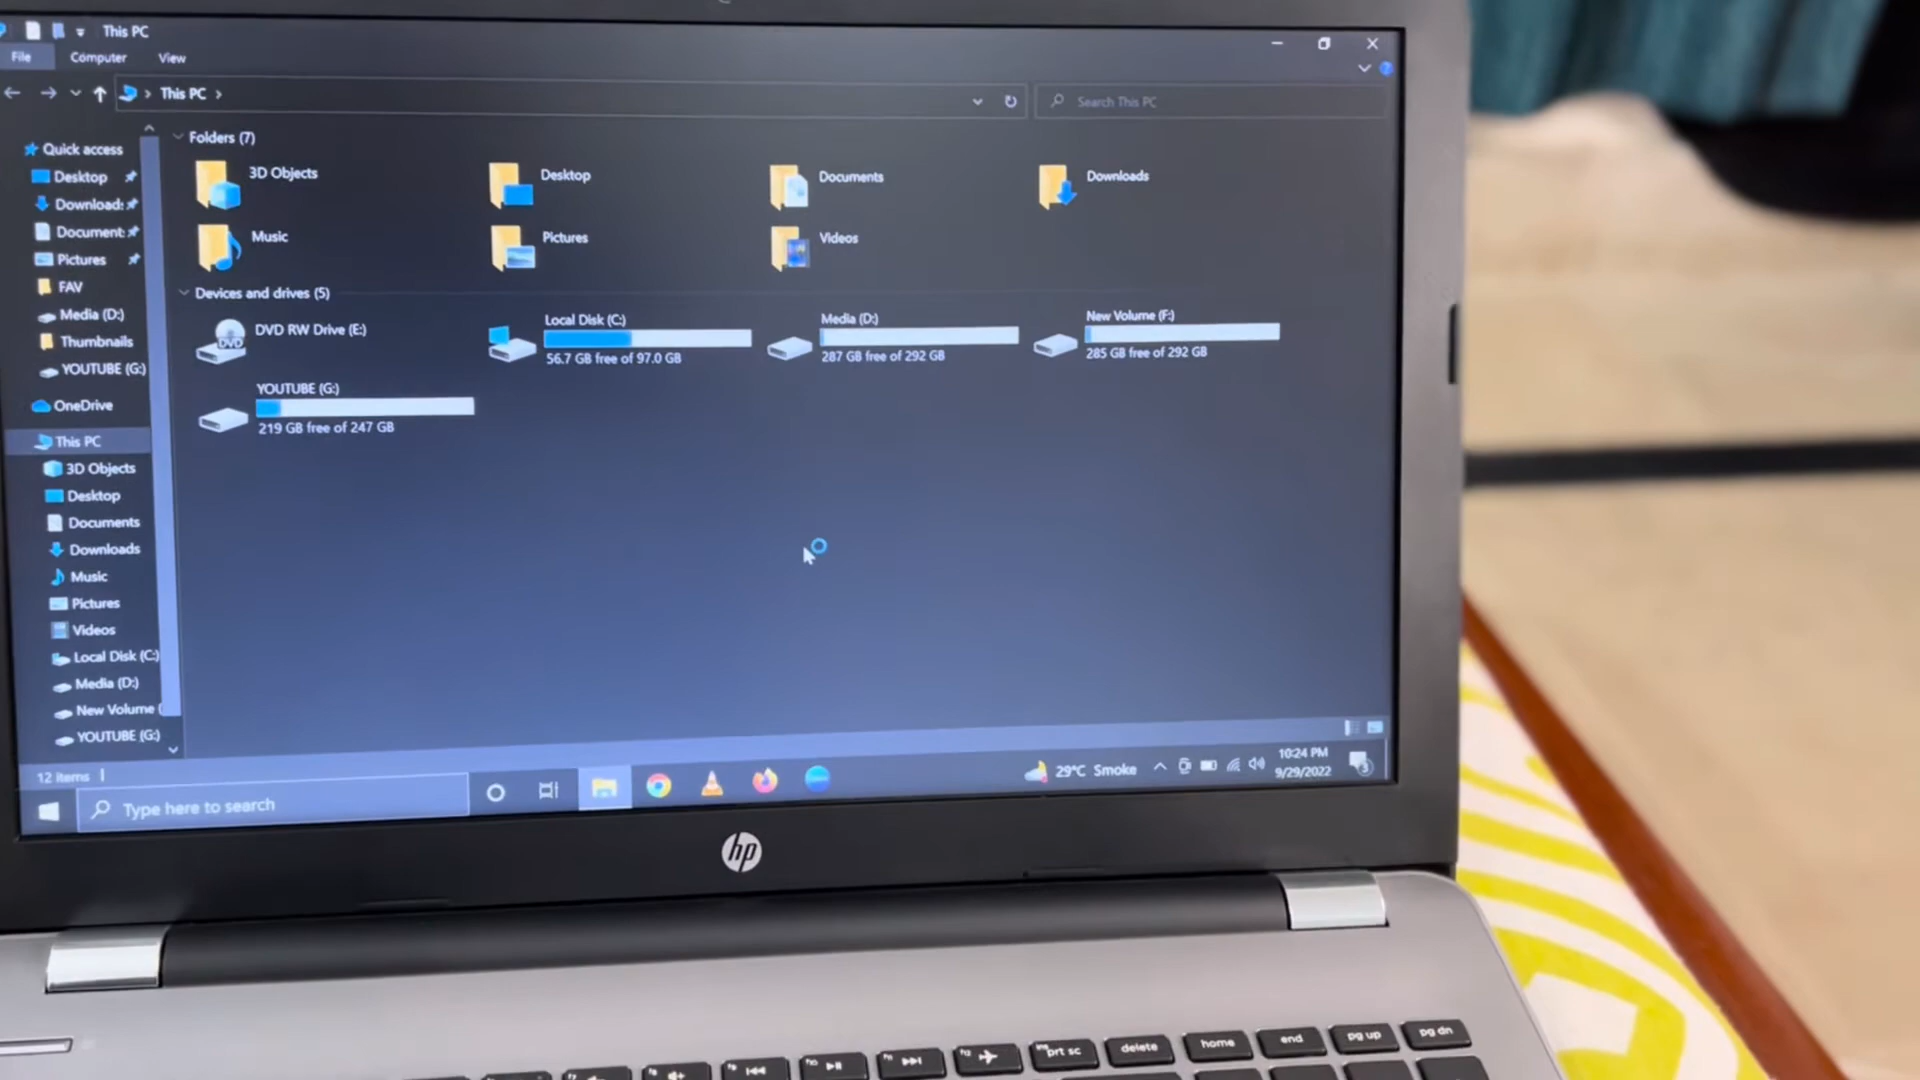 This PC
File Computer View
This PC
Search This PC
Quick access
Desktop
Download:
Document:
Pictures
FAV
Media (D:)
Thumbnails
YOUTUBE (G:)
OneDrive
This PC
3D Objects
Desktop
Documents
Downloads
Music
Pictures
Videos
Local Disk (C:)
Media (D:)
New Volume (
YOUTUBE (G:)
Folders (7)
3D Objects
Desktop
Documents
Downloads
Music
Pictures
Videos
Devices and drives (5)
DVD RW Drive (E:)
DVD
Local Disk (C:)
56.7 GB free of 97.0 GB
Media (D:)
287 GB free of 292 GB
New Volume (F:)
285 GB free of 292 GB
YOUTUBE (G:)
219 GB free of 247 GB
12 items
Type here to search
29°C Smoke
10:24 PM
9/29/2022
3
hp
prt sc delete home end pg up pg dn